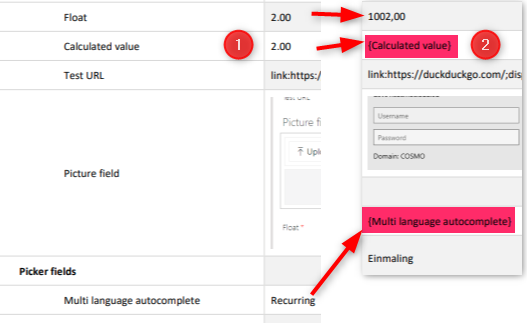 Float 2.00 1002,00
Calculated value 1 2.00 {Calculated value} 2
Test URL link:https:/ link:https://duckduckgo.com/;dis
Picture fi
Username
Uplo
Password
Domain: COSMO
Picture field
Float *
{Multi language autocomplete}
Einmaling
Picker fields
Multi language autocomplete Recurring